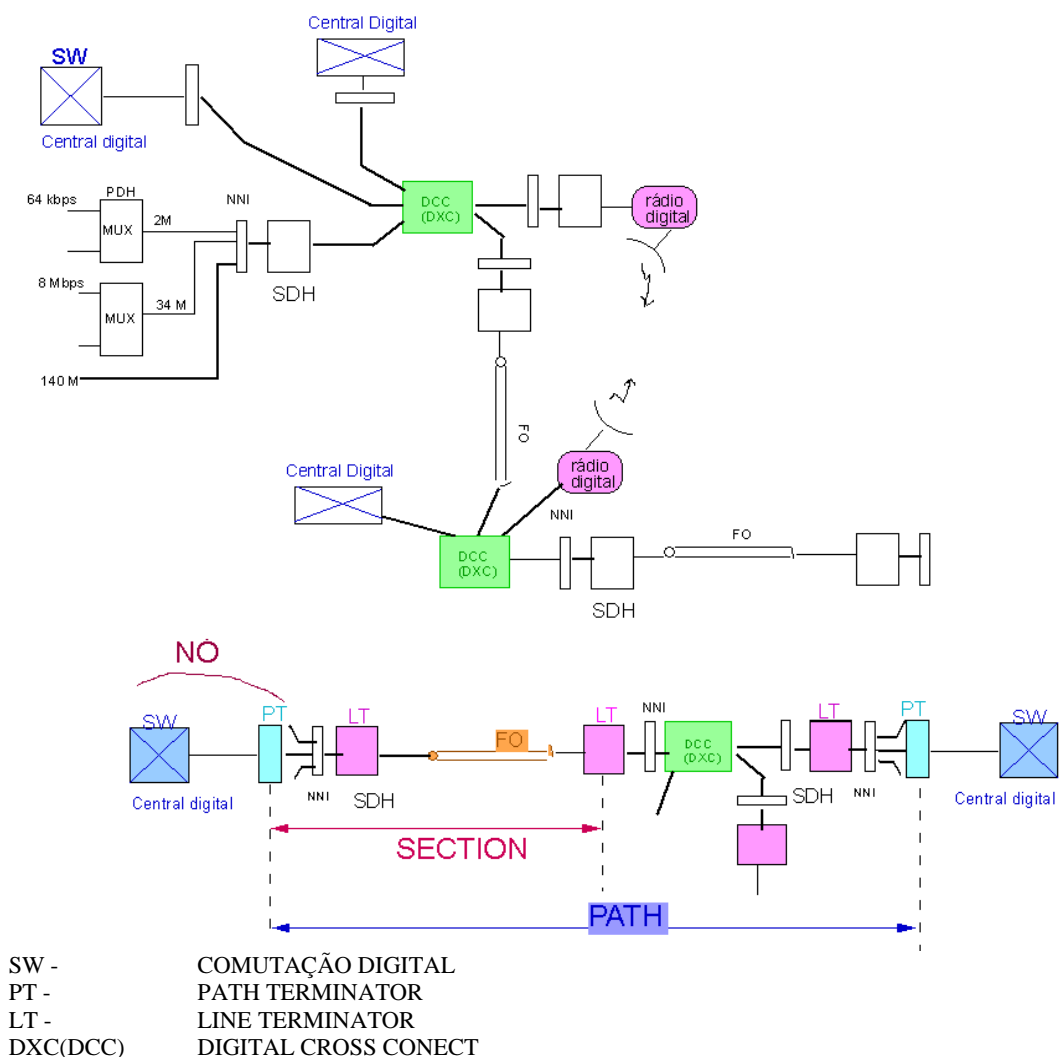 Central Digital
SW
Central digital
64 kbps
PDH
MUX
2M
NNI
8 Mbps
MUX
34 M
SDH
140 M
DCC
(DXC)
rádio
digital
FO
Central Digital
rádio
digital
NNI
DCC
(DXC)
SDH
FO
NÓ
SW
PT
LT
FO
LT
NNI
DCC
(DXC)
LT
PT
SW
Central digital
NNI
SDH
SDH
NNI
Central digital
SECTION
PATH
SW - COMUTAÇÃO DIGITAL
PT - PATH TERMINATOR
LT - LINE TERMINATOR
DXC(DCC) DIGITAL CROSS CONECT